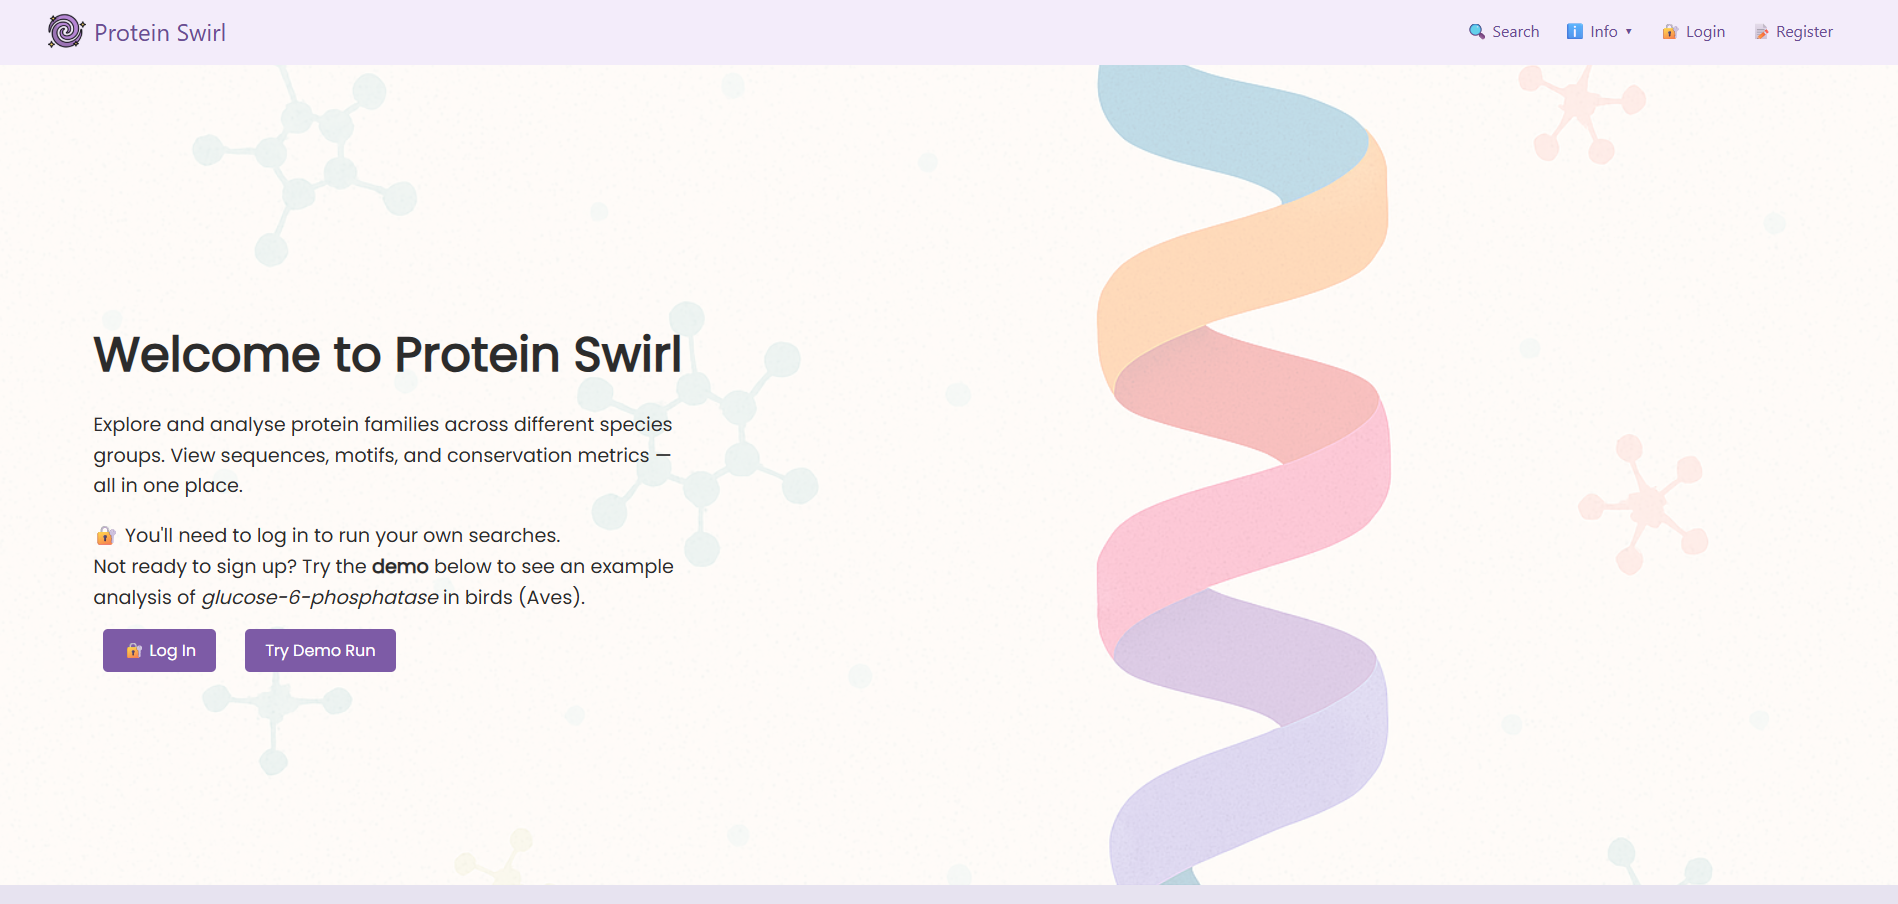 Protein Swirl
Search
Info
Login
Register
Welcome to Protein Swirl
Explore and analyse protein families across different species
groups. View sequences, motifs, and conservation metrics —
all in one place.
You'll need to log in to run your own searches.
Not ready to sign up? Try the demo below to see an example
analysis of glucose-6-phosphatase in birds (Aves).
Log In
Try Demo Run